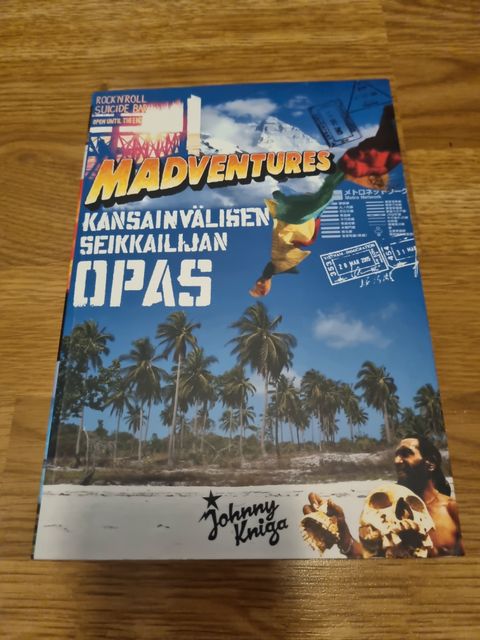 ROCK'N'ROLL
SUICIDE BAR
OPEN UNTIL THE END
MADVENTURES
KANSAINVÄLISEN
SEIKKAILIJAN
OPAS
メトロネットワーク
Metro Network
Johnny
Kniga